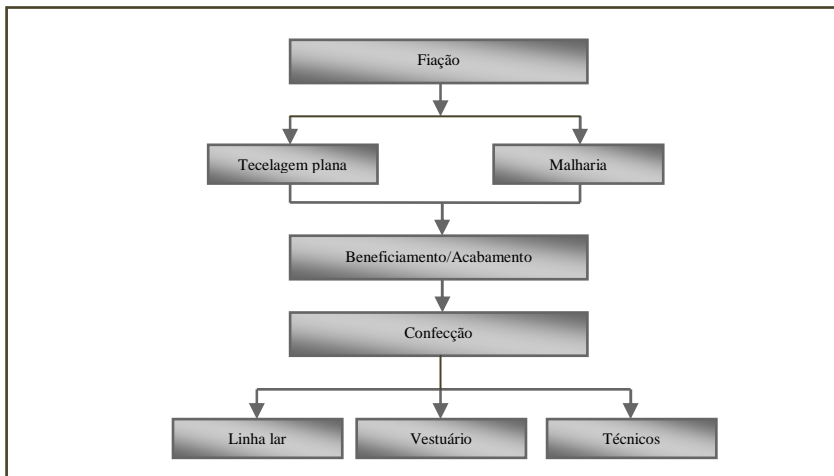 Fiação
Tecelagem plana
Malharia
Beneficiamento/Acabamento
Confecção
Linha lar
Vestuário
Técnicos